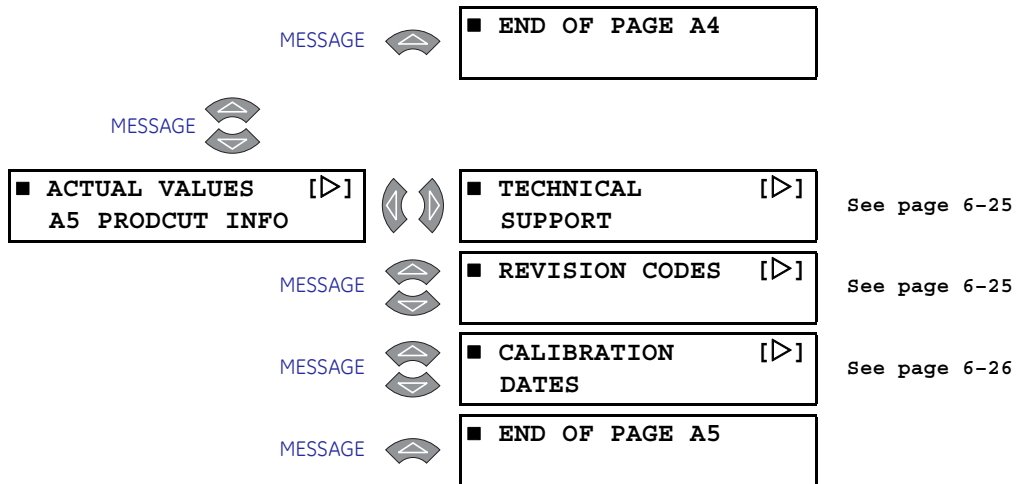 MESSAGE ■ END OF PAGE A4
MESSAGE
■ ACTUAL VALUES [▷]
A5 PRODCUT INFO
■ TECHNICAL [▷]
SUPPORT
See page 6-25
MESSAGE
■ REVISION CODES [▷]
See page 6-25
MESSAGE
■ CALIBRATION [▷]
DATES
See page 6-26
MESSAGE
■ END OF PAGE A5